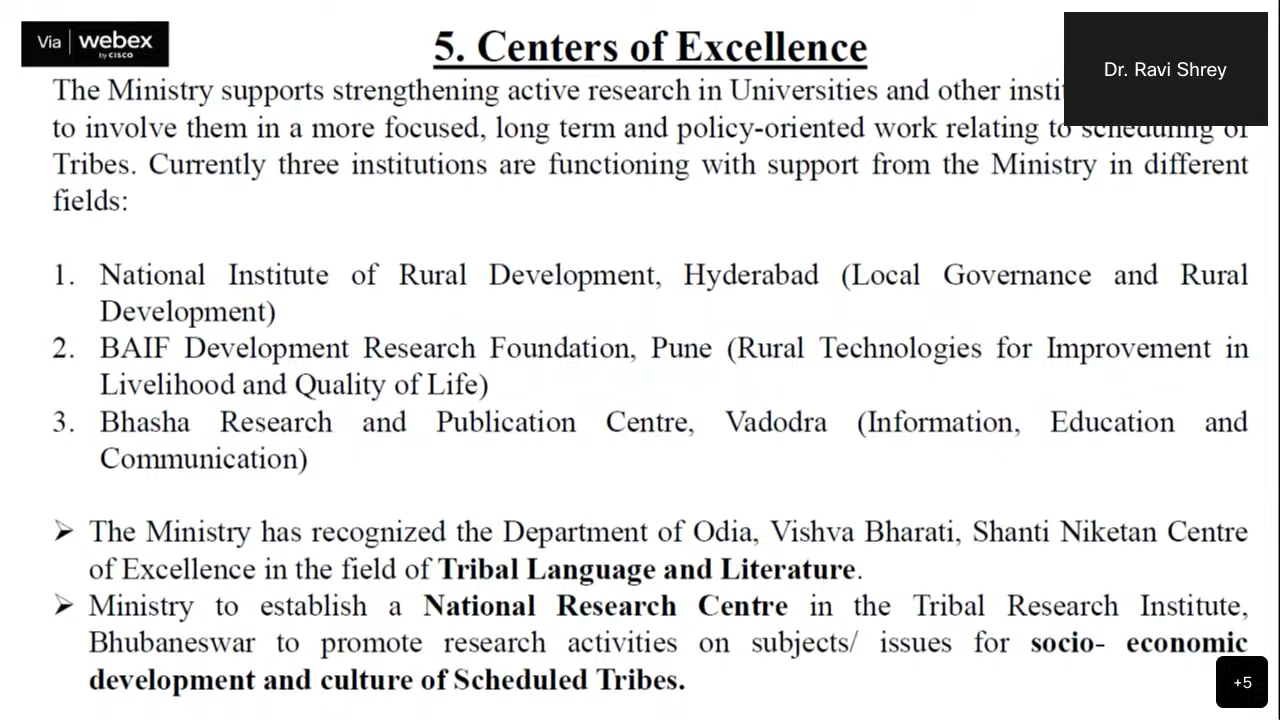 Via webex
by CISCO
5. Centers of Excellence
Dr. Ravi Shrey
The Ministry supports strengthening active research in Universities and other
to involve them in a more focused, long term and policy-oriented work relating to scheduling of
Tribes. Currently three institutions are functioning with support from the Ministry in different
fields:
1. National Institute of Rural Development, Hyderabad (Local Governance and Rural
Development)
2. BAIF Development Research Foundation, Pune (Rural Technologies for Improvement in
Livelihood and Quality of Life)
3. Bhasha Research and Publication Centre, Vadodra (Information, Education and
Communication)
➢ The Ministry has recognized the Department of Odia, Vishva Bharati, Shanti Niketan Centre
of Excellence in the field of Tribal Language and Literature.
➢ Ministry to establish a National Research Centre in the Tribal Research Institute,
Bhubaneswar to promote research activities on subjects/ issues for socio- economic
development and culture of Scheduled Tribes.
+5